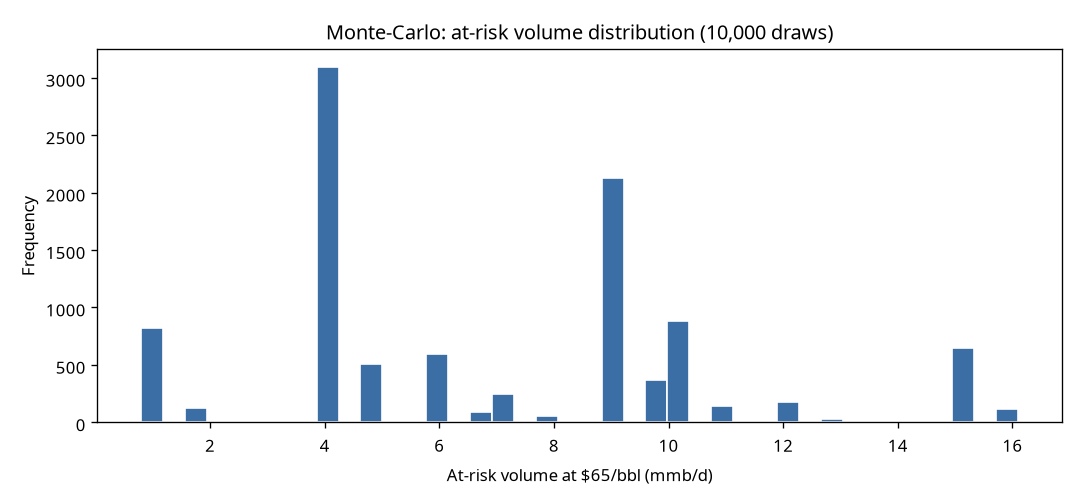 Monte-Carlo: at-risk volume distribution (10,000 draws)
Frequency
3000
2500
2000
1500
1000
500
0
2 4 6 8 10 12 14 16
At-risk volume at $65/bbl (mmb/d)